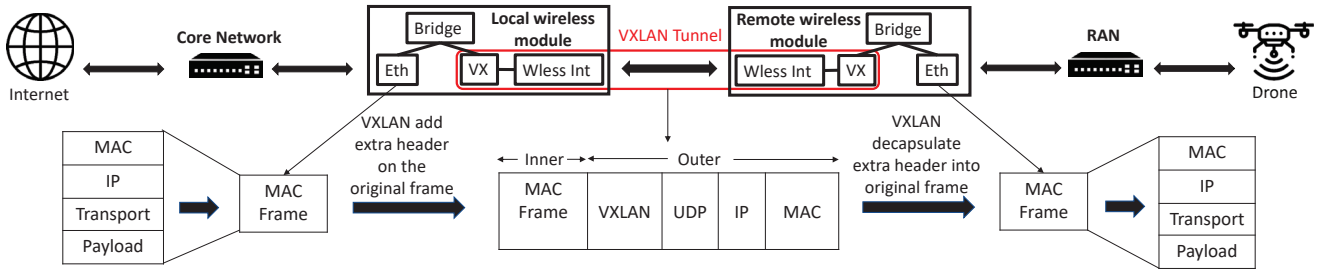 Internet
Core Network
Bridge
Local wireless
module
Eth
VX
Wless Int
VXLAN Tunnel
Remote wireless
module
Bridge
Wless Int
VX
Eth
RAN
Drone
MAC
IP
Transport
Payload
MAC
Frame
VXLAN add
extra header
on the
original frame
Inner
Outer
MAC
Frame
VXLAN
UDP
IP
MAC
VXLAN
decapsulate
extra header into
original frame
MAC
Frame
MAC
IP
Transport
Payload